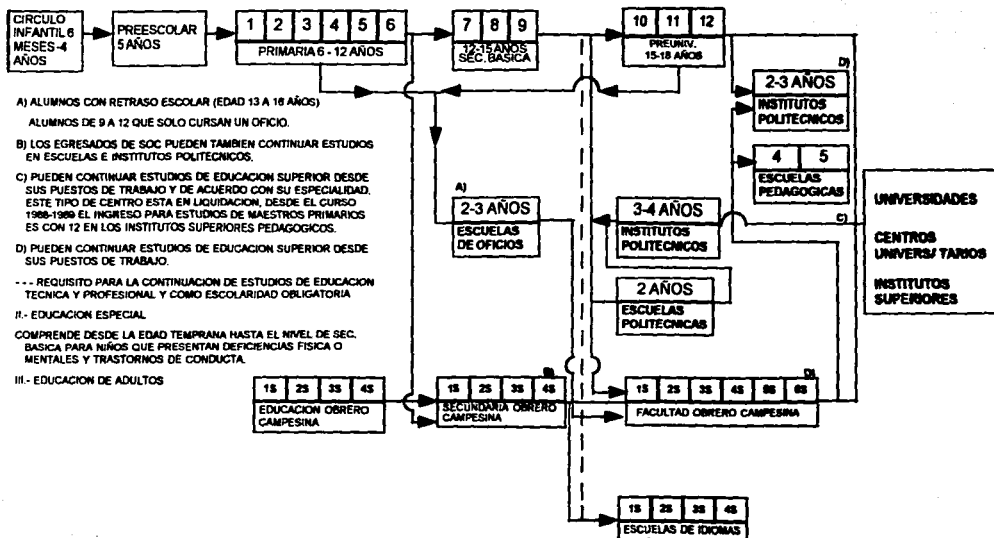 CIRCULO
INFANTIL 6
MESES -4
AÑOS
PREESCOLAR
5 AÑOS
1 2 3 4 5 6
PRIMARIA 6 - 12 AÑOS
7 8 9
12-15 AÑOS
SEC. BASICA
10 11 12
PREUNIV.
15-18 AÑOS
D)
2-3 AÑOS
INSTITUTOS
POLITECNICOS
4 5
ESCUELAS
PEDAGOGICAS
A) ALUMNOS CON RETRASO ESCOLAR (EDAD 13 A 16 AÑOS)
ALUMNOS DE 9 A 12 QUE SOLO CURSAN UN OFICIO.
B) LOS EGRESADOS DE SOC PUEDEN TAMBIEN CONTINUAR ESTUDIOS
EN ESCUELAS E INSTITUTOS POLITECNICOS.
C) PUEDEN CONTINUAR ESTUDIOS DE EDUCACION SUPERIOR DESDE
SUS PUESTOS DE TRABAJO Y DE ACUERDO CON SU ESPECIALIDAD.
ESTE TIPO DE CENTRO ESTA EN LIQUIDACION, DESDE EL CURSO
1988-1989 EL INGRESO PARA ESTUDIOS DE MAESTROS PRIMARIOS
ES CON 12 EN LOS INSTITUTOS SUPERIORES PEDAGOGICOS.
D) PUEDEN CONTINUAR ESTUDIOS DE EDUCACION SUPERIOR DESDE
SUS PUESTOS DE TRABAJO.
- - - REQUISITO PARA LA CONTINUACION DE ESTUDIOS DE EDUCACION
TECNICA Y PROFESIONAL Y COMO ESCOLARIDAD OBLIGATORIA
II.- EDUCACION ESPECIAL
COMPRENDE DESDE LA EDAD TEMPRANA HASTA EL NIVEL DE SEC.
BASICA PARA NIÑOS QUE PRESENTAN DEFICIENCIAS FISICA O
MENTALES Y TRASTORNOS DE CONDUCTA.
III.- EDUCACION DE ADULTOS
A)
2-3 AÑOS
ESCUELAS
DE OFICIOS
3-4 AÑOS
INSTITUTOS
POLITECNICOS
2 AÑOS
ESCUELAS
POLITECNICAS
C)
UNIVERSIDADES
CENTROS
UNIVERS/ TARIOS
INSTITUTOS
SUPERIORES
1S 2S 3S 4S
EDUCACION OBRERO
CAMPESINA
B)
1S 2S 3S 4S
SECUNDARIA OBRERO
CAMPESINA
D)
1S 2S 3S 4S 5S 6S
FACULTAD OBRERO CAMPESINA
1S 2S 3S 4S
ESCUELAS DE IDIOMAS